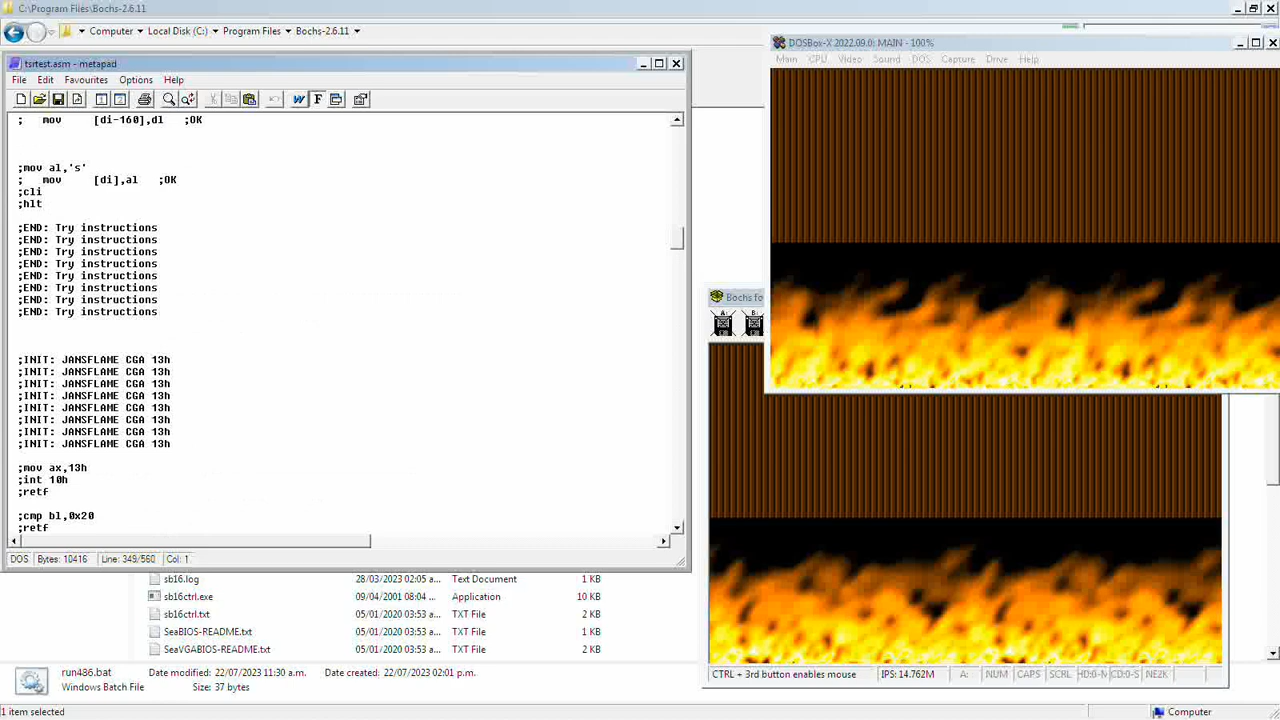 C:\Program Files\Bochs-2.6.11
Computer Local Disk (C:) Program Files Bochs-2.6.11
tsrtest.asm - metapad
File Edit Favourites Options Help
; mov [di-160],dl ;OK
;mov al,'s'
; mov [di],al ;OK
;cli
;hlt
;END: Try instructions
;END: Try instructions
;END: Try instructions
;END: Try instructions
;END: Try instructions
;END: Try instructions
;END: Try instructions
;END: Try instructions
;INIT: JANSFLAME CGA 13h
;INIT: JANSFLAME CGA 13h
;INIT: JANSFLAME CGA 13h
;INIT: JANSFLAME CGA 13h
;INIT: JANSFLAME CGA 13h
;INIT: JANSFLAME CGA 13h
;INIT: JANSFLAME CGA 13h
;INIT: JANSFLAME CGA 13h
;mov ax,13h
;int 10h
;retf
;cmp bl,0x20
;retf
DOS Bytes: 10416 Line: 349/560 Col: 1
DOSBox-X 2022.09.0: MAIN - 100%
Main CPU Video Sound DOS Capture Drive Help
Bochs fo
A: B:
CTRL + 3rd button enables mouse IPS: 14.762M A: NUM CAPS SCRL HD:0-M CD:0-S NE2K
sb16.log 28/03/2023 02:05 a... Text Document 1 KB
sb16ctrl.exe 09/04/2001 08:04 ... Application 10 KB
sb16ctrl.txt 05/01/2020 03:53 a... TXT File 2 KB
SeaBIOS-README.txt 05/01/2020 03:53 a... TXT File 1 KB
SeaVGABIOS-README.txt 05/01/2020 03:53 a... TXT File 1 KB
run486.bat Date modified: 22/07/2023 11:30 a.m. Date created: 22/07/2023 02:01 p.m.
Windows Batch File Size: 37 bytes
1 item selected
Computer